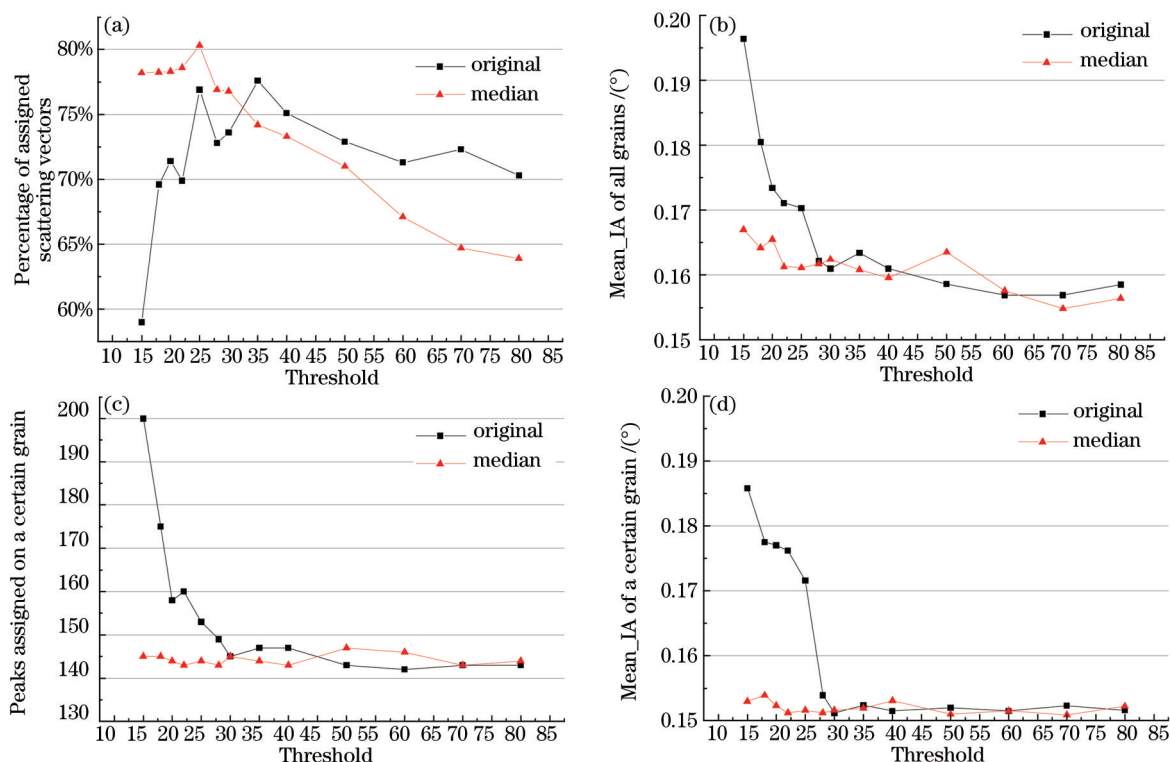 (a)
original
median
80%
75%
70%
65%
60%
Percentage of assigned
scattering vectors
10 15 20 25 30 35 40 45 50 55 60 65 70 75 80 85
Threshold
(b)
original
median
0.20
0.19
0.18
0.17
0.16
0.15
Mean_IA of all grains /(°)
10 15 20 25 30 35 40 45 50 55 60 65 70 75 80 85
Threshold
(c)
original
median
200
190
180
170
160
150
140
130
Peaks assigned on a certain grain
10 15 20 25 30 35 40 45 50 55 60 65 70 75 80 85
Threshold
(d)
original
median
0.20
0.19
0.18
0.17
0.16
0.15
Mean_IA of a certain grain /(°)
10 15 20 25 30 35 40 45 50 55 60 65 70 75 80 85
Threshold